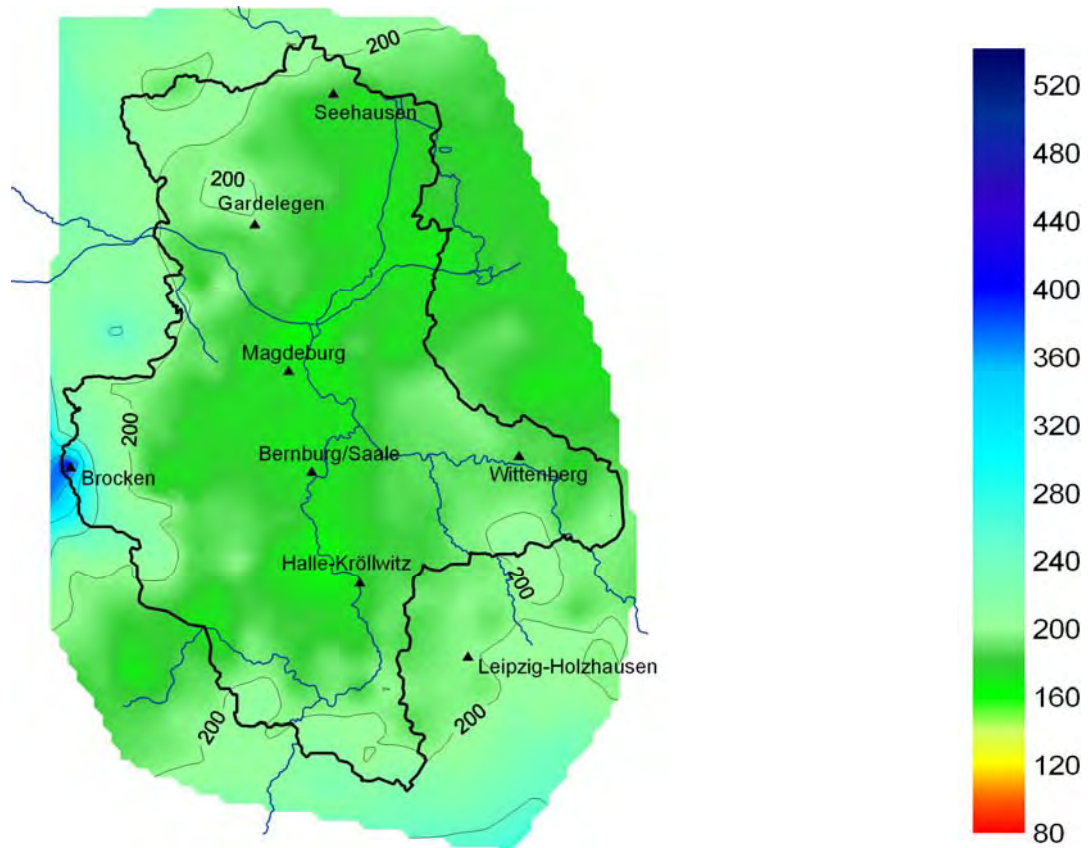 200
Seehausen
200
Gardelegen
Magdeburg
200
Bernburg/Saale
Wittenberg
Brocken
Halle-Kröllwitz
200
Leipzig-Holzhausen
200
200
520
480
440
400
360
320
280
240
200
160
120
80